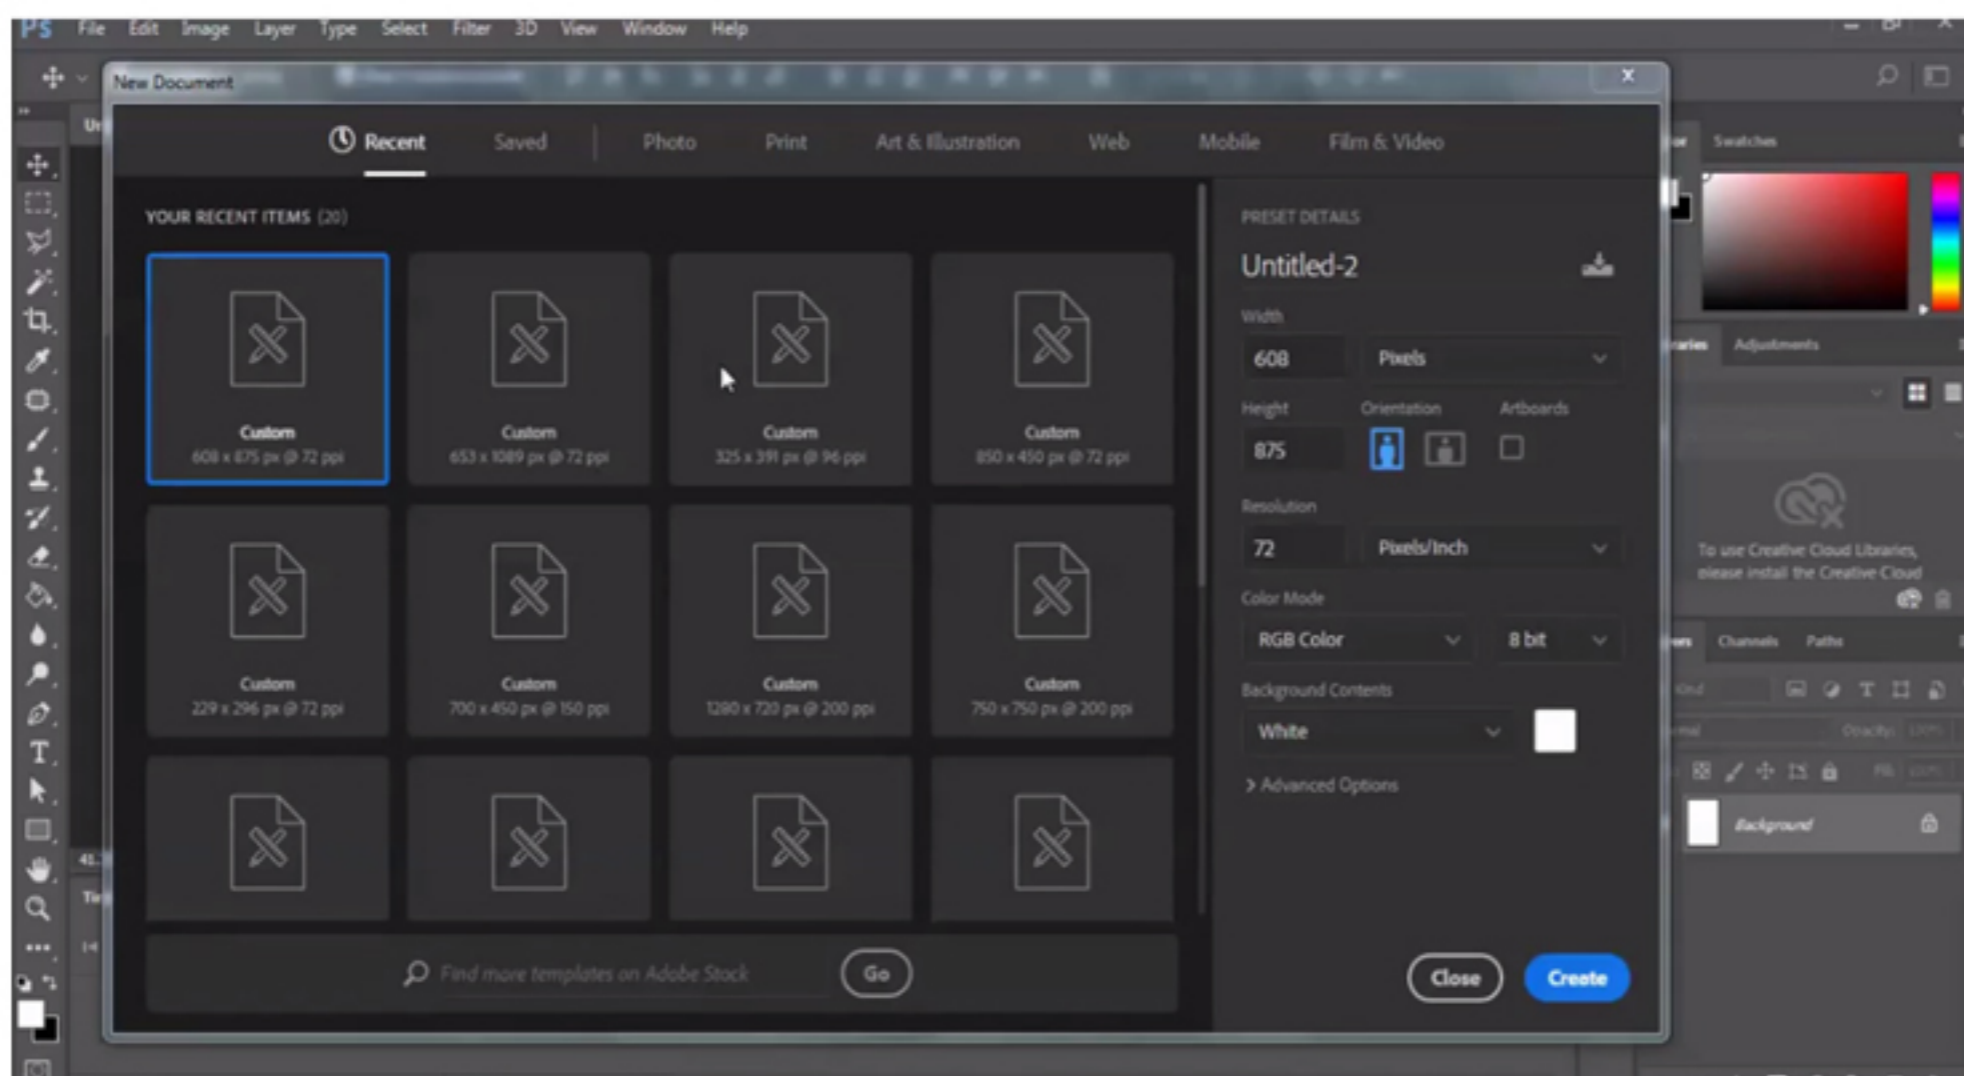 Ps File Edit Image Layer Type Select Filter 3D View Window Help
New Document
Recent Saved Photo Print Art & Illustration Web Mobile Film & Video
Swatches
YOUR RECENT ITEMS (20)
Custom
608 x 875 px @ 72 ppi
Custom
653 x 1089 px @ 72 ppi
Custom
325 x 391 px @ 96 ppi
Custom
850 x 450 px @ 72 ppi
Custom
229 x 296 px @ 72 ppi
Custom
700 x 450 px @ 150 ppi
Custom
1280 x 720 px @ 200 ppi
Custom
750 x 750 px @ 200 ppi
Find more templates on Adobe Stock Go
PRESET DETAILS
Untitled-2
Width
608 Pixels
Height Orientation Artboards
875
Resolution
72 Pixels/Inch
Color Mode
RGB Color 8 bit
Background Contents
White
Advanced Options
Close Create
Adjustments
To use Creative Cloud Libraries,
please install the Creative Cloud
Channels Paths
Opacity:
Background